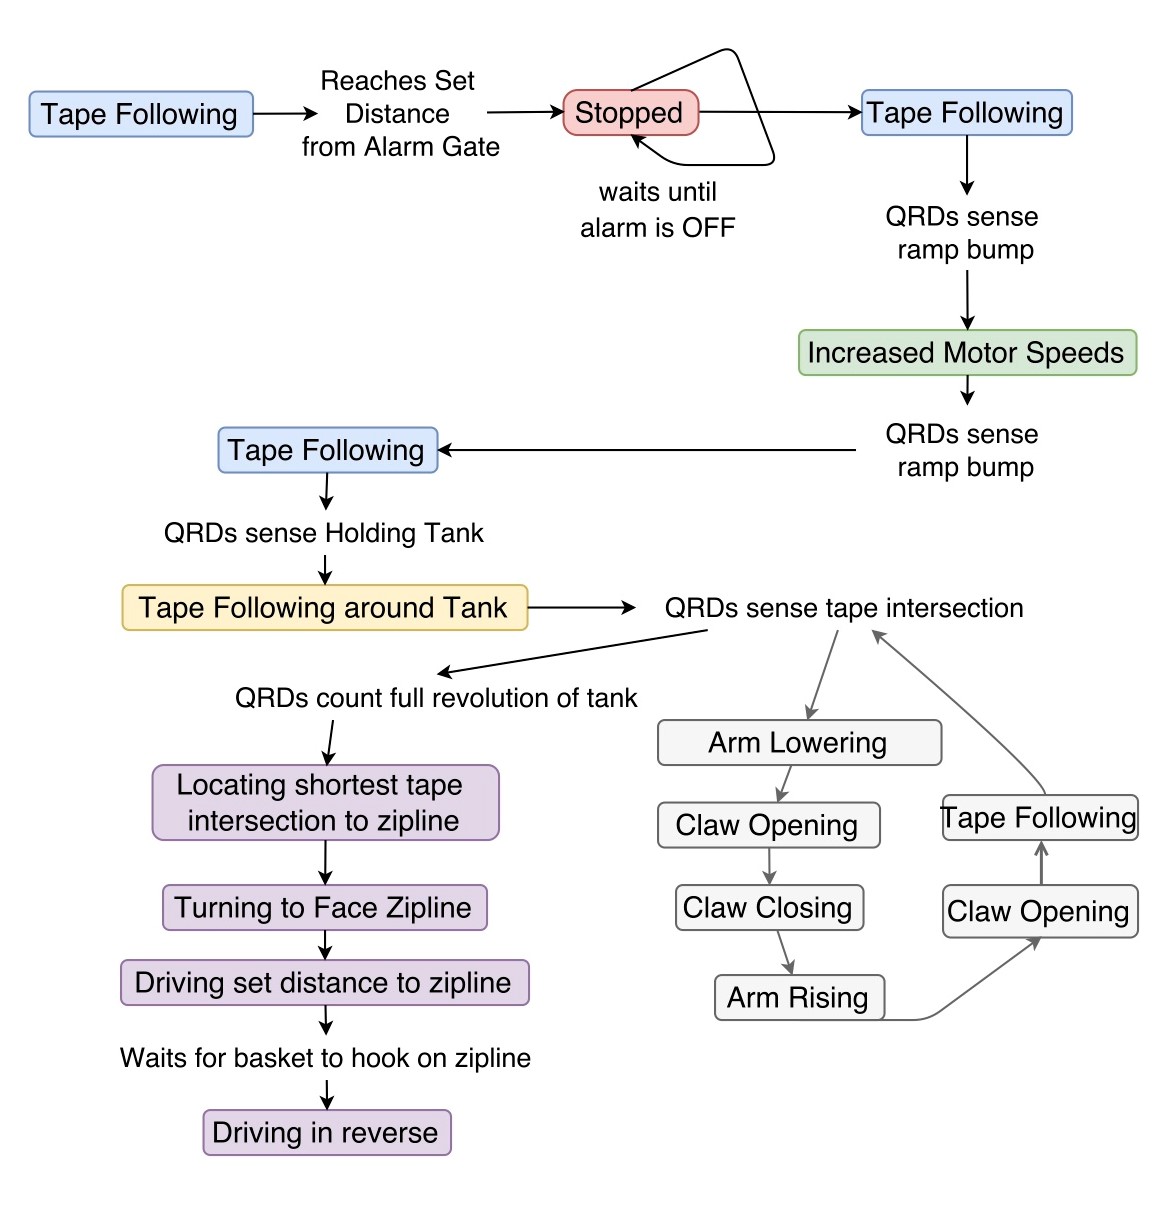 Tape Following
Reaches Set
Distance
from Alarm Gate
Stopped
waits until
alarm is OFF
Tape Following
QRDs sense
ramp bump
Increased Motor Speeds
QRDs sense
ramp bump
Tape Following
QRDs sense Holding Tank
Tape Following around Tank
QRDs sense tape intersection
QRDs count full revolution of tank
Locating shortest tape
intersection to zipline
Turning to Face Zipline
Driving set distance to zipline
Waits for basket to hook on zipline
Driving in reverse
Arm Lowering
Claw Opening
Claw Closing
Arm Rising
Claw Opening
Tape Following